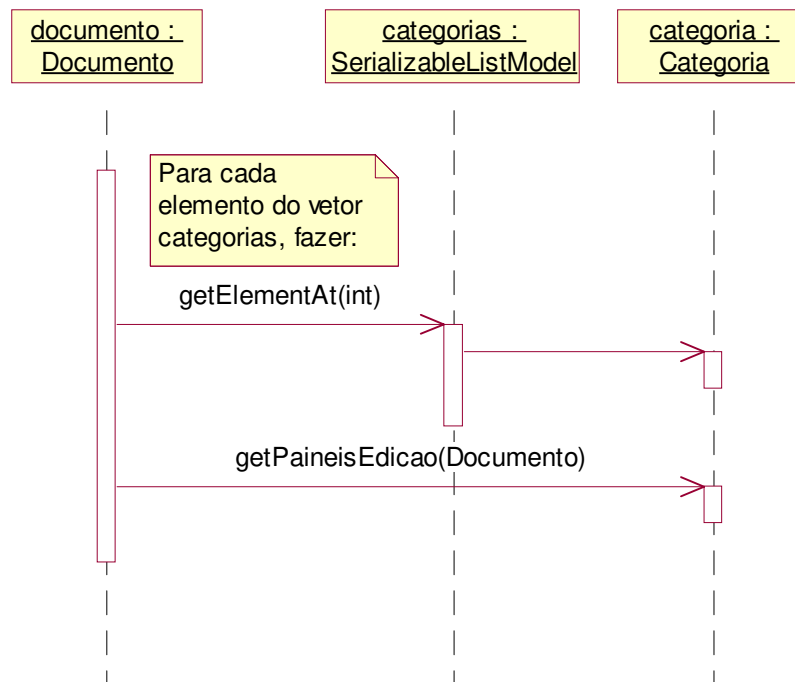 documento :
Documento
categorias :
SerializableListModel
categoria :
Categoria
Para cada
elemento do vetor
categorias, fazer:
getElementAt(int)
getPaineisEdicao(Documento)